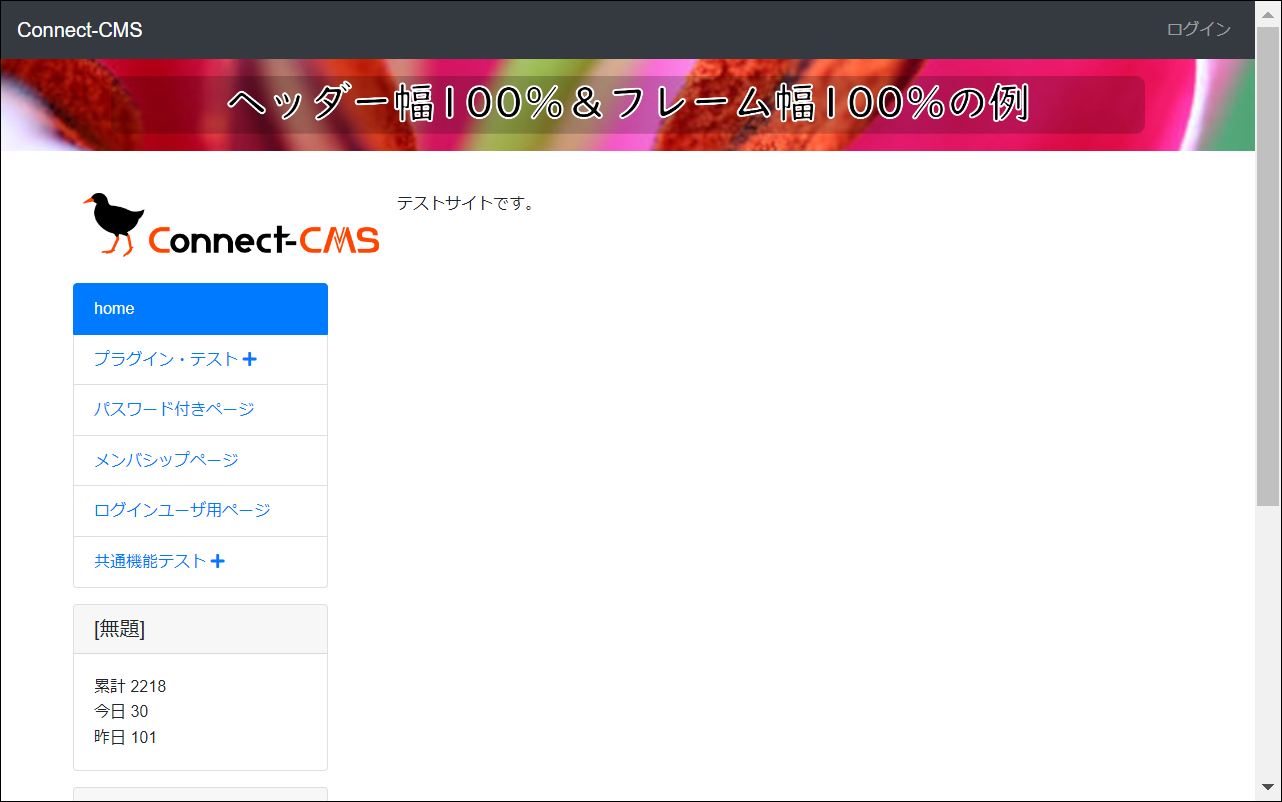 Connect-CMS
ログイン
ヘッダー幅100%＆フレーム幅100%の例
Connect-CMS
テストサイトです。
home
プラグイン・テスト
パスワード付きページ
メンバシップページ
ログインユーザ用ページ
共通機能テスト
[無題]
累計 2218
今日 30
昨日 101